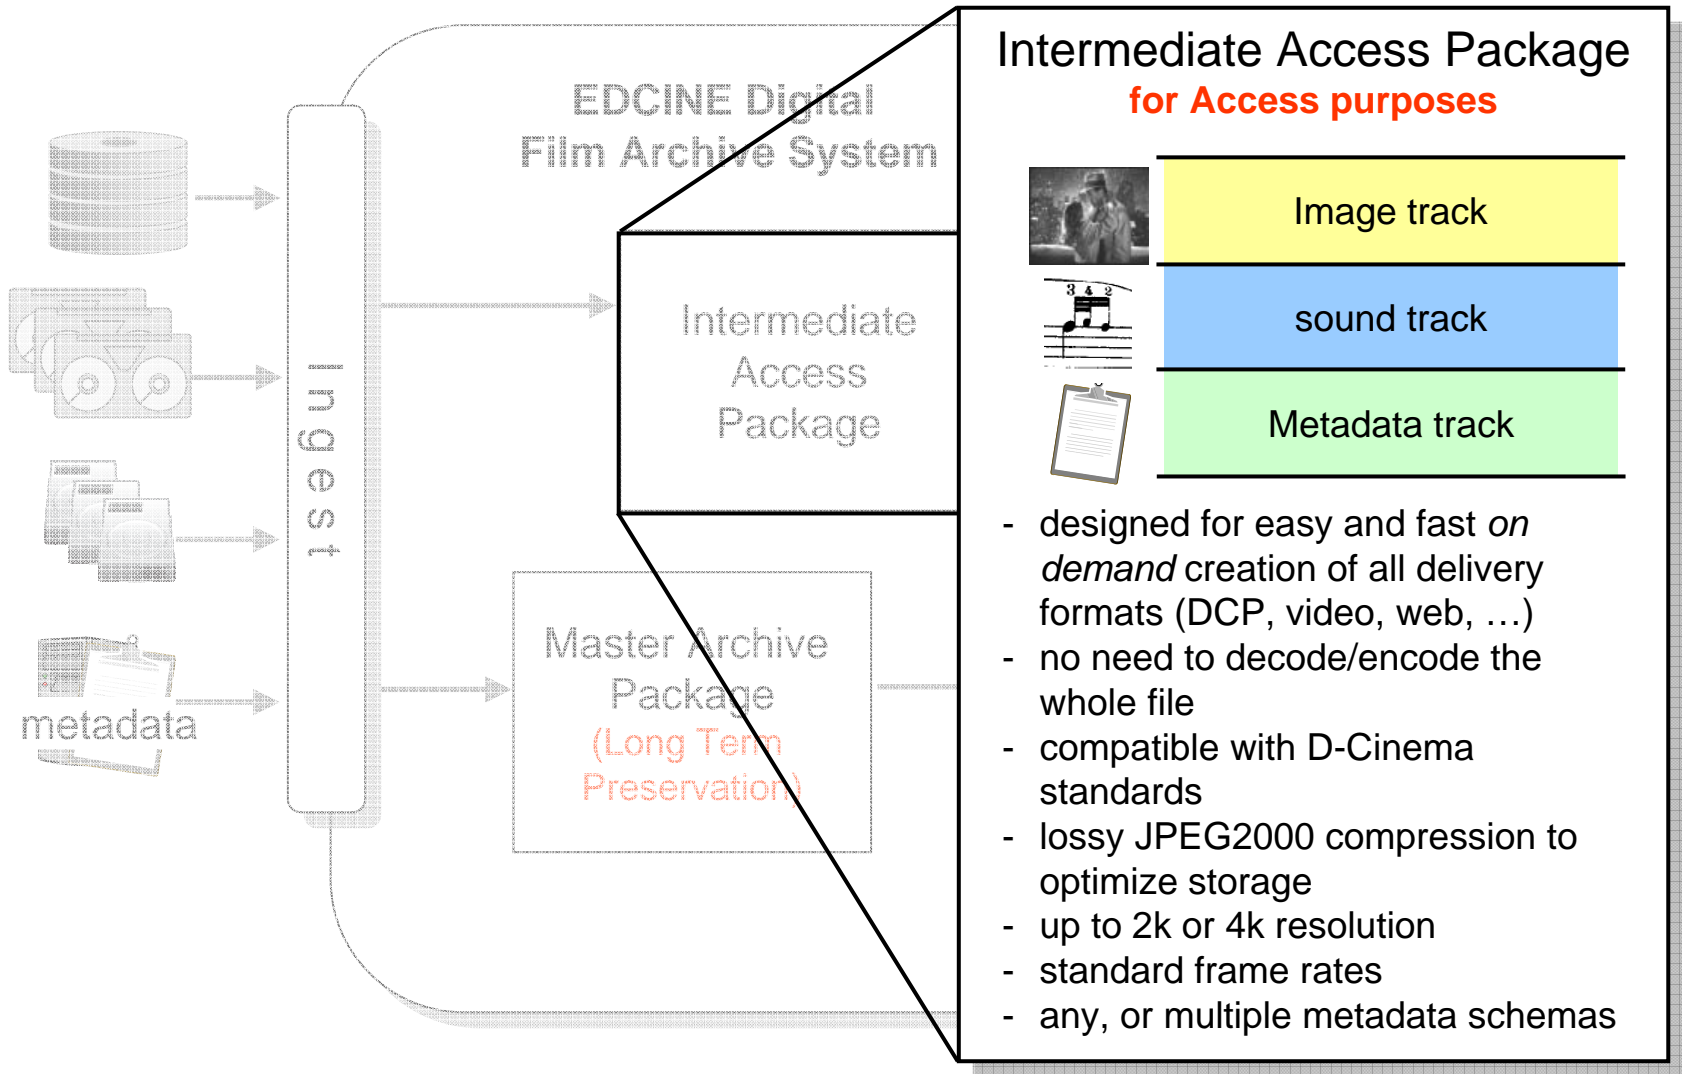 EDCINE Digital
Film Archive System
Ingest
metadata
Intermediate
Access
Package
Master Archive
Package
(Long Term
Preservation)
Intermediate Access Package
for Access purposes
Image track
3 4 2
sound track
Metadata track
- designed for easy and fast on
demand creation of all delivery
formats (DCP, video, web, …)
- no need to decode/encode the
whole file
- compatible with D-Cinema
standards
- lossy JPEG2000 compression to
optimize storage
- up to 2k or 4k resolution
- standard frame rates
- any, or multiple metadata schemas